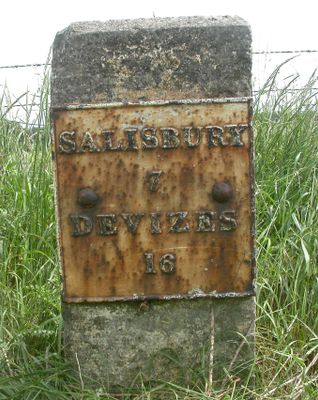 SALISBURY
7
DEVIZES
16